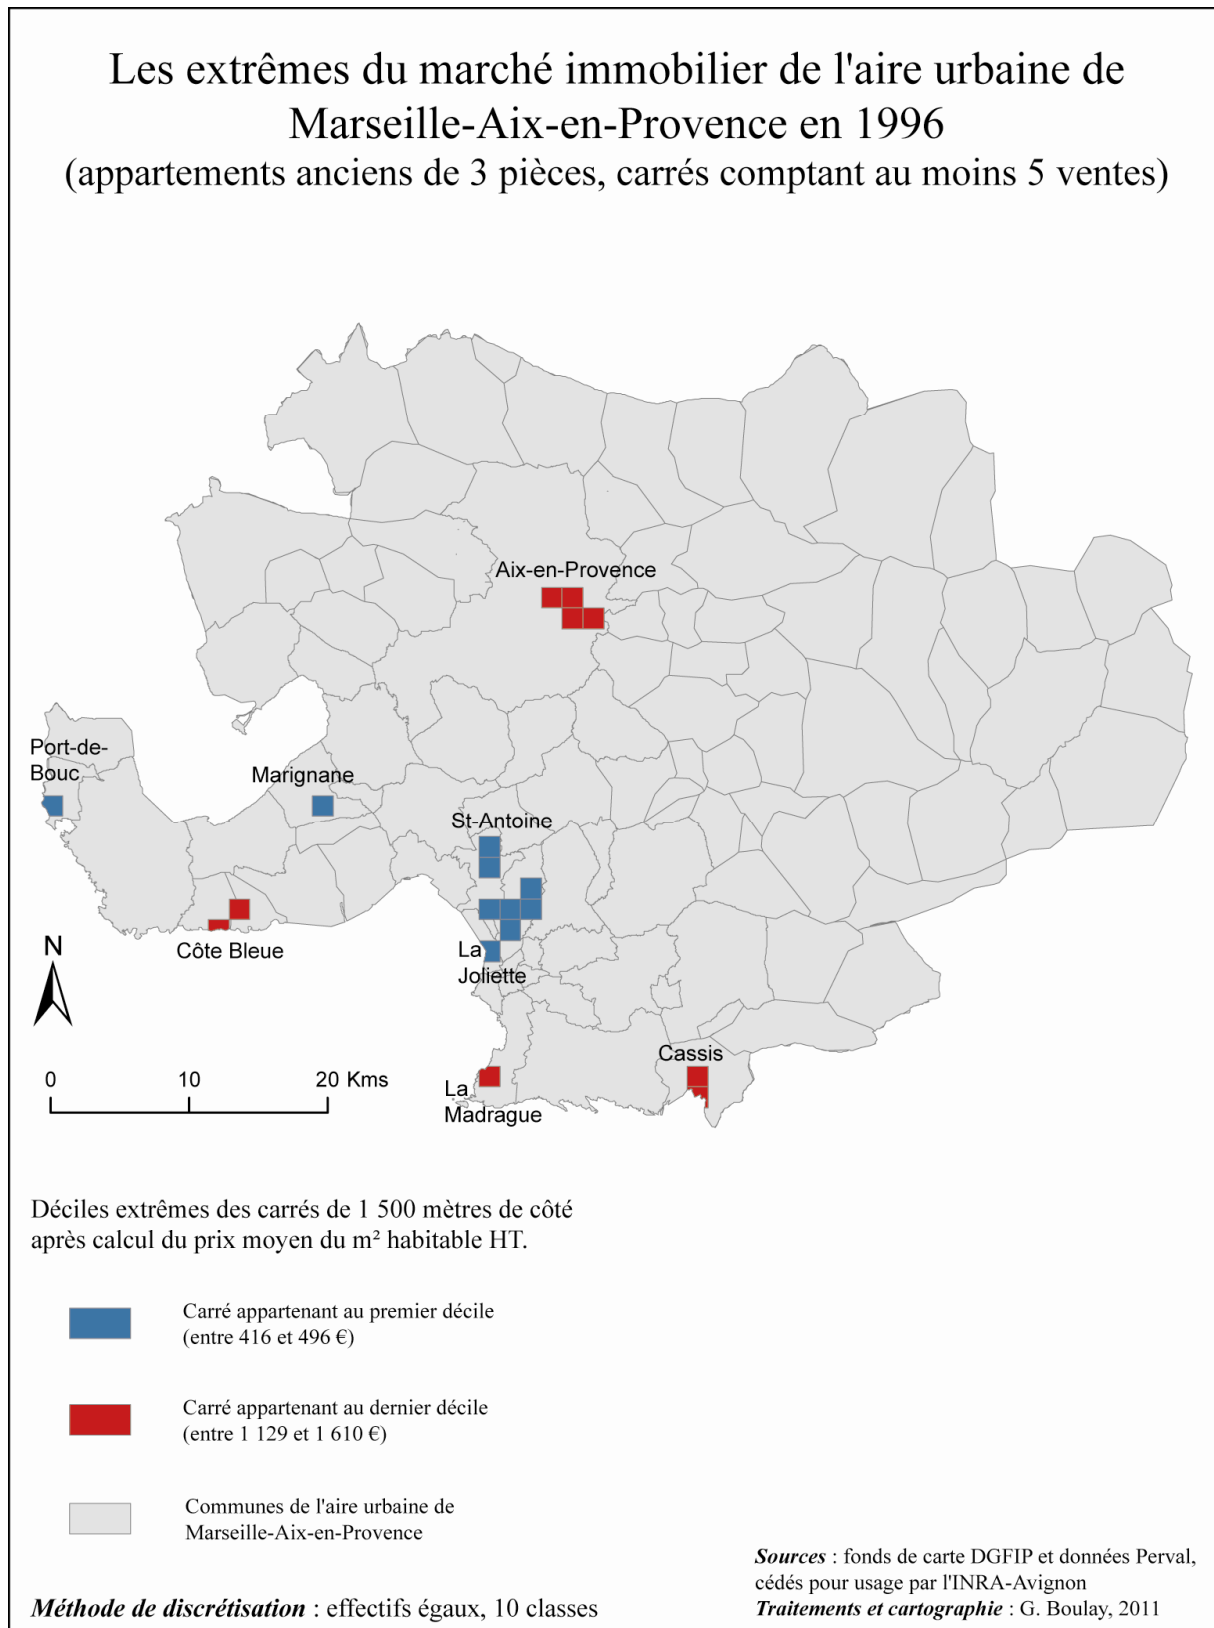 Les extrêmes du marché immobilier de l'aire urbaine de
Marseille-Aix-en-Provence en 1996
(appartements anciens de 3 pièces, carrés comptant au moins 5 ventes)
Aix-en-Provence
Port-de-
Bouc
Marignane
St-Antoine
Côte Bleue
La
Joliette
N
Cassis
La
Madrague
0 10 20 Kms
Déciles extrêmes des carrés de 1 500 mètres de côté
après calcul du prix moyen du m² habitable HT.
Carré appartenant au premier décile
(entre 416 et 496 €)
Carré appartenant au dernier décile
(entre 1 129 et 1 610 €)
Communes de l'aire urbaine de
Marseille-Aix-en-Provence
Méthode de discrétisation : effectifs égaux, 10 classes
Sources : fonds de carte DGFIP et données Perval,
cédés pour usage par l'INRA-Avignon
Traitements et cartographie : G. Boulay, 2011